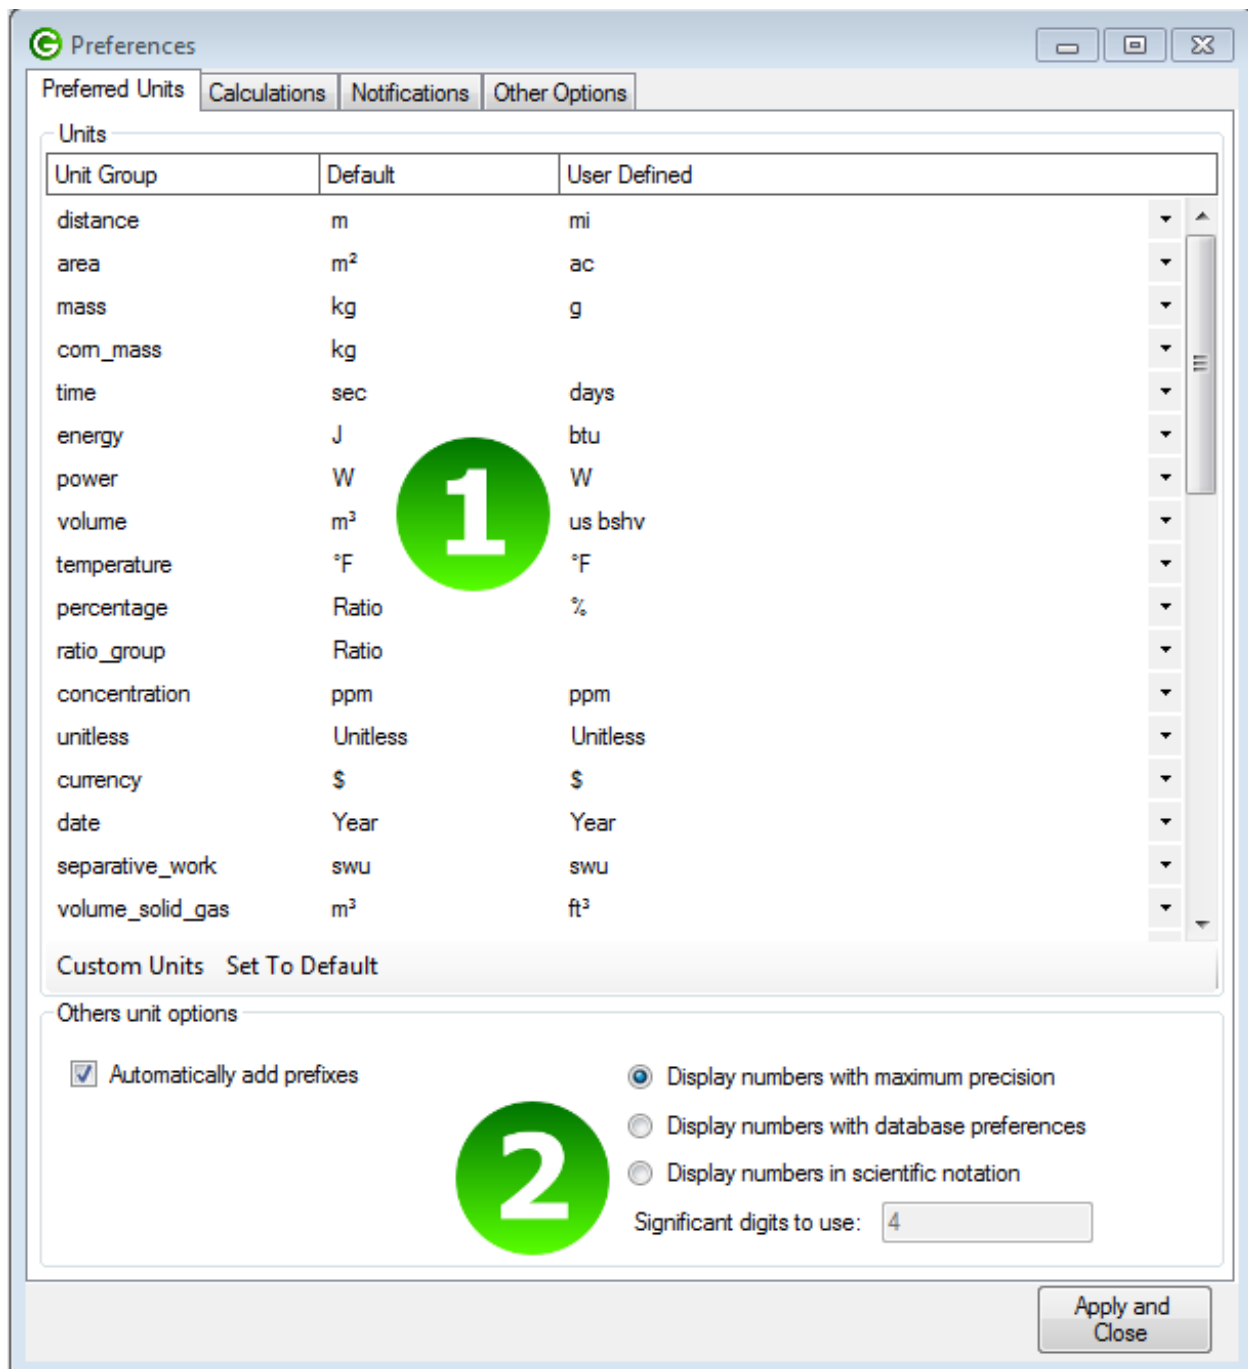 Preferences
Preferred Units Calculations Notifications Other Options
Units
Unit Group Default User Defined
distance m mi
area m² ac
mass kg g
corn_mass kg
time sec days
energy J btu
power W W
volume m³ us bshv
temperature °F °F
percentage Ratio %
ratio_group Ratio
concentration ppm ppm
unitless Unitless Unitless
currency $ $
date Year Year
separative_work swu swu
volume_solid_gas m³ ft³
1
Custom Units Set To Default
Others unit options
Automatically add prefixes
Display numbers with maximum precision
Display numbers with database preferences
Display numbers in scientific notation
Significant digits to use: 4
2
Apply and
Close